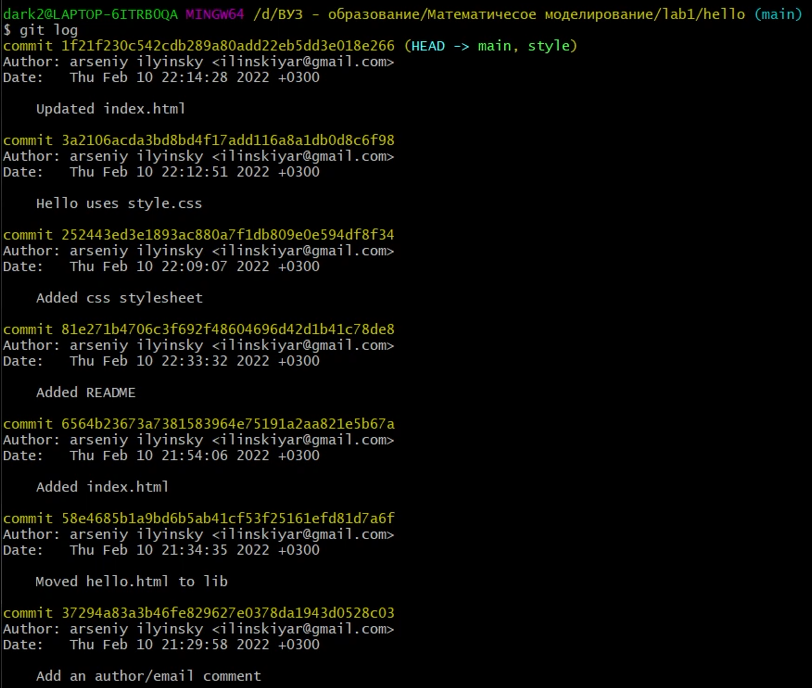 dark2@LAPTOP-6ITRB0QA MINGW64 /d/ВУЗ - образование/Математичесое моделирование/lab1/hello (main)
$ git log
commit 1f21f230c542cdb289a80add22eb5dd3e018e266 (HEAD -> main, style)
Author: arseniy ilyinsky <ilinskiyar@gmail.com>
Date:   Thu Feb 10 22:14:28 2022 +0300
    Updated index.html
commit 3a2106acda3bd8bd4f17add116a8a1db0d8c6f98
Author: arseniy ilyinsky <ilinskiyar@gmail.com>
Date:   Thu Feb 10 22:12:51 2022 +0300
    Hello uses style.css
commit 252443ed3e1893ac880a7f1db809e0e594df8f34
Author: arseniy ilyinsky <ilinskiyar@gmail.com>
Date:   Thu Feb 10 22:09:07 2022 +0300
    Added css stylesheet
commit 81e271b4706c3f692f48604696d42d1b41c78de8
Author: arseniy ilyinsky <ilinskiyar@gmail.com>
Date:   Thu Feb 10 22:33:32 2022 +0300
    Added README
commit 6564b23673a7381583964e75191a2aa821e5b67a
Author: arseniy ilyinsky <ilinskiyar@gmail.com>
Date:   Thu Feb 10 21:54:06 2022 +0300
    Added index.html
commit 58e4685b1a9bd6b5ab41cf53f25161efd81d7a6f
Author: arseniy ilyinsky <ilinskiyar@gmail.com>
Date:   Thu Feb 10 21:34:35 2022 +0300
    Moved hello.html to lib
commit 37294a83a3b46fe829627e0378da1943d0528c03
Author: arseniy ilyinsky <ilinskiyar@gmail.com>
Date:   Thu Feb 10 21:29:58 2022 +0300
    Add an author/email comment